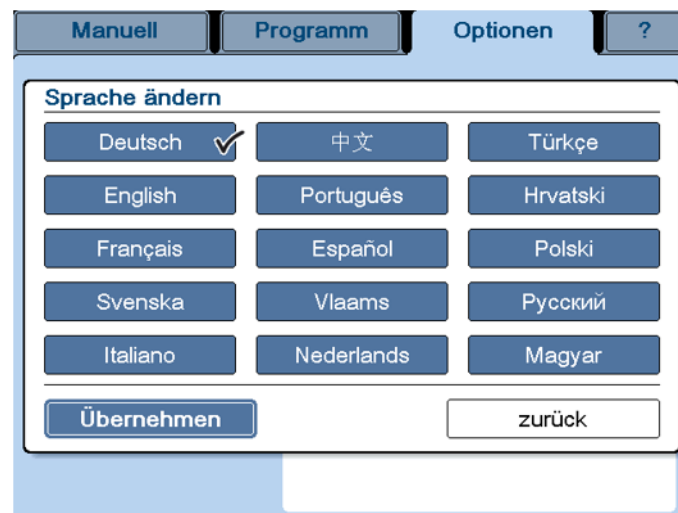 Manuell Programm Optionen ?
Sprache ändern
Deutsch 中文 Türkçe
English Português Hrvatski
Français Español Polski
Svenska Vlaams Русский
Italiano Nederlands Magyar
Übernehmen zurück